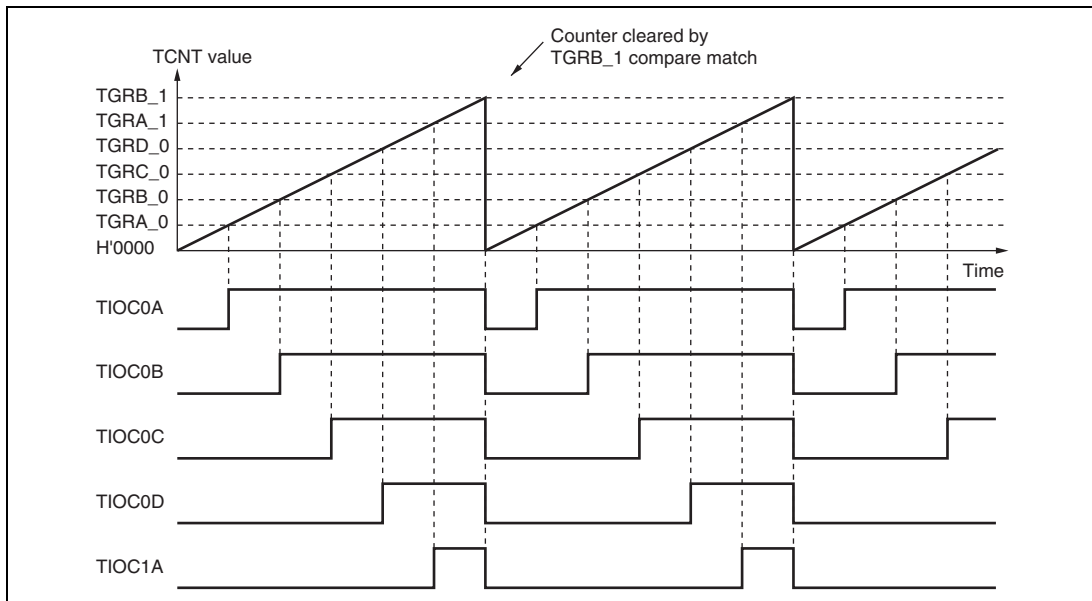 Counter cleared by
TGRB_1 compare match
TCNT value
TGRB_1
TGRA_1
TGRD_0
TGRC_0
TGRB_0
TGRA_0
H'0000
Time
TIOC0A
TIOC0B
TIOC0C
TIOC0D
TIOC1A